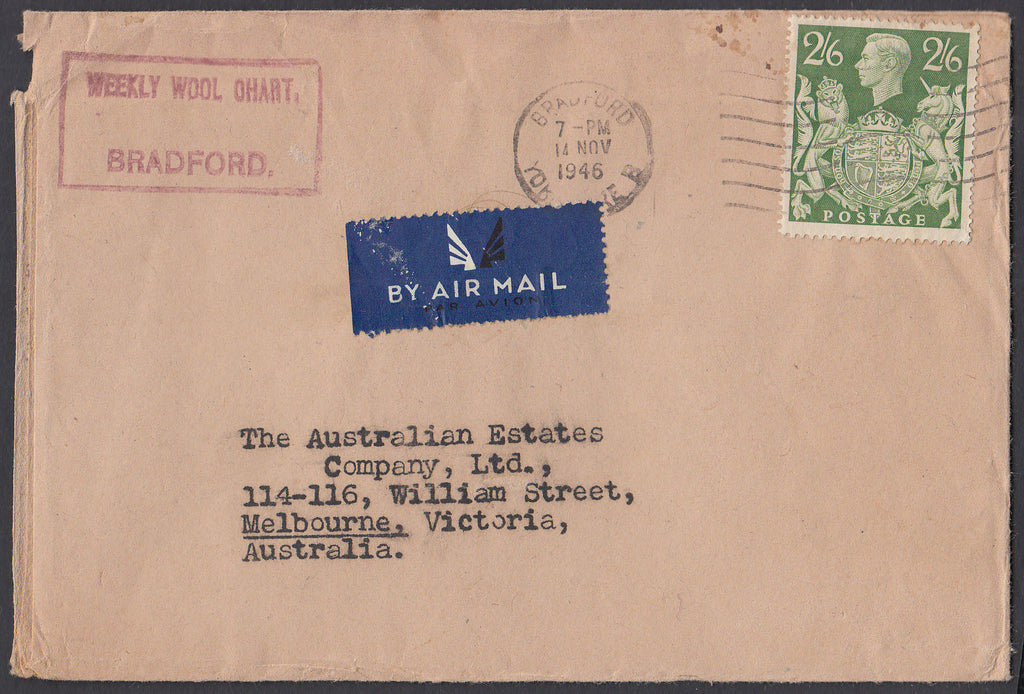 WEEKLY WOOL CHART,
BRADFORD.
BRADFORD
7-PM
14 NOV
1946
2/6 2/6
POSTAGE
BY AIR MAIL
PAR AVION
The Australian Estates
Company, Ltd.,
114-116, William Street,
Melbourne, Victoria,
Australia.